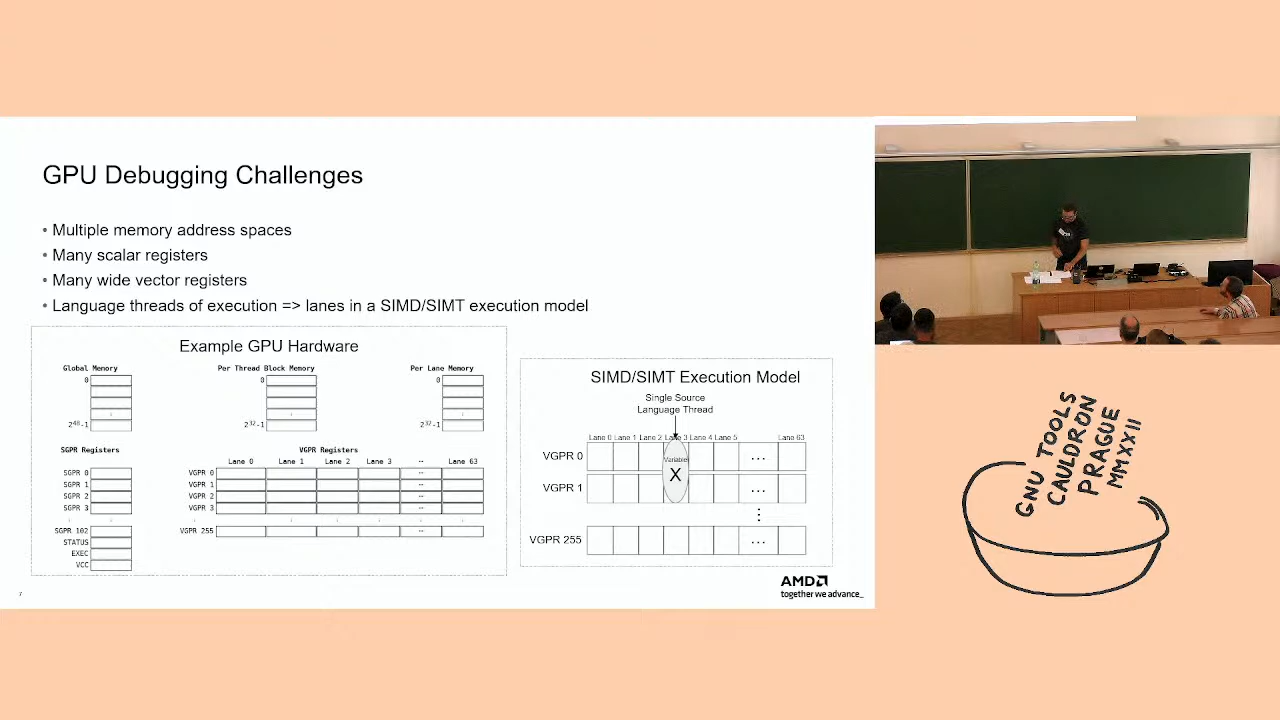 GPU Debugging Challenges
• Multiple memory address spaces
• Many scalar registers
• Many wide vector registers
• Language threads of execution => lanes in a SIMD/SIMT execution model
Example GPU Hardware
Global Memory Per Thread Block Memory Per Lane Memory
0 0 0
2⁴⁸-1 2³²-1 2³²-1
SGPR Registers VGPR Registers
Lane 0 Lane 1 Lane 2 Lane 3 ... Lane 63
SGPR 0 VGPR 0 ...
SGPR 1 VGPR 1 ...
SGPR 2 VGPR 2 ...
SGPR 3 VGPR 3 ...
SGPR 102 VGPR 255 ...
STATUS
EXEC
VCC
SIMD/SIMT Execution Model
Single Source
Language Thread
Lane 0 Lane 1 Lane 2 Lane 3 Lane 4 Lane 5 Lane 63
VGPR 0 Variable ...
X
VGPR 1 ...
VGPR 255 ...
AMD
together we advance_
7
GNU TOOLS
CAULDRON
PRAGUE
MMXXII